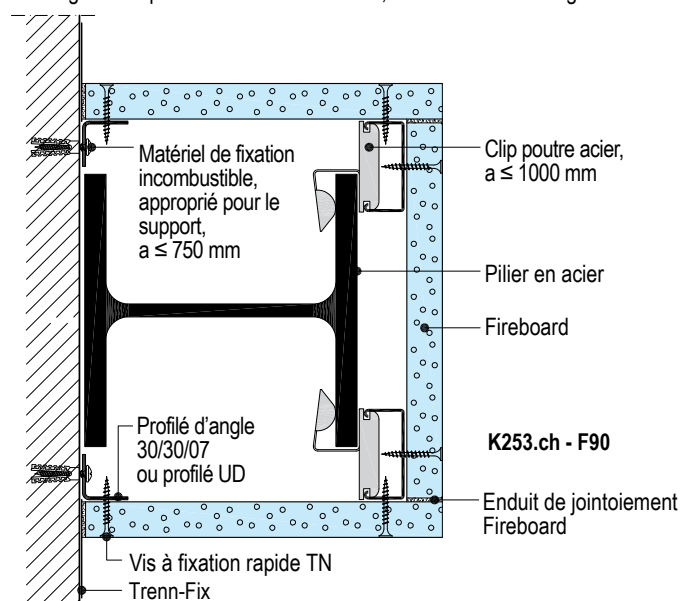 Matériel de fixation
incombustible,
approprié pour le
support,
a ≤ 750 mm
Clip poutre acier,
a ≤ 1000 mm
Pilier en acier
Fireboard
Profilé d'angle
30/30/07
ou profilé UD
K253.ch - F90
Enduit de jointoiement
Fireboard
Vis à fixation rapide TN
Trenn-Fix